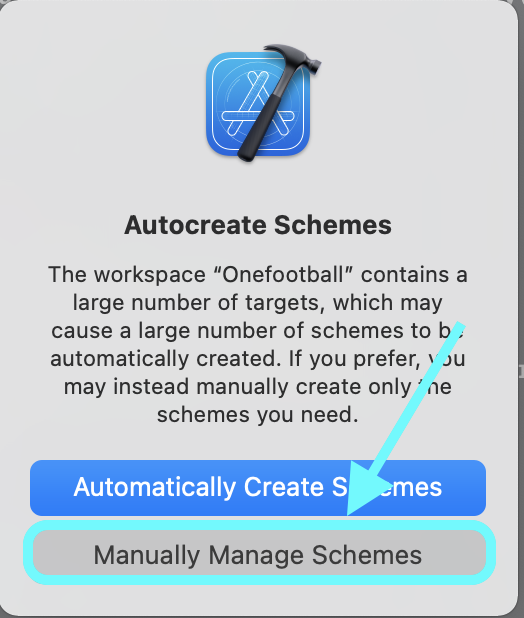 Autocreate Schemes
The workspace “Onefootball” contains a
large number of targets, which may
cause a large number of schemes to be
automatically created. If you prefer, you
may instead manually create only the
schemes you need.
Automatically Create Schemes
Manually Manage Schemes